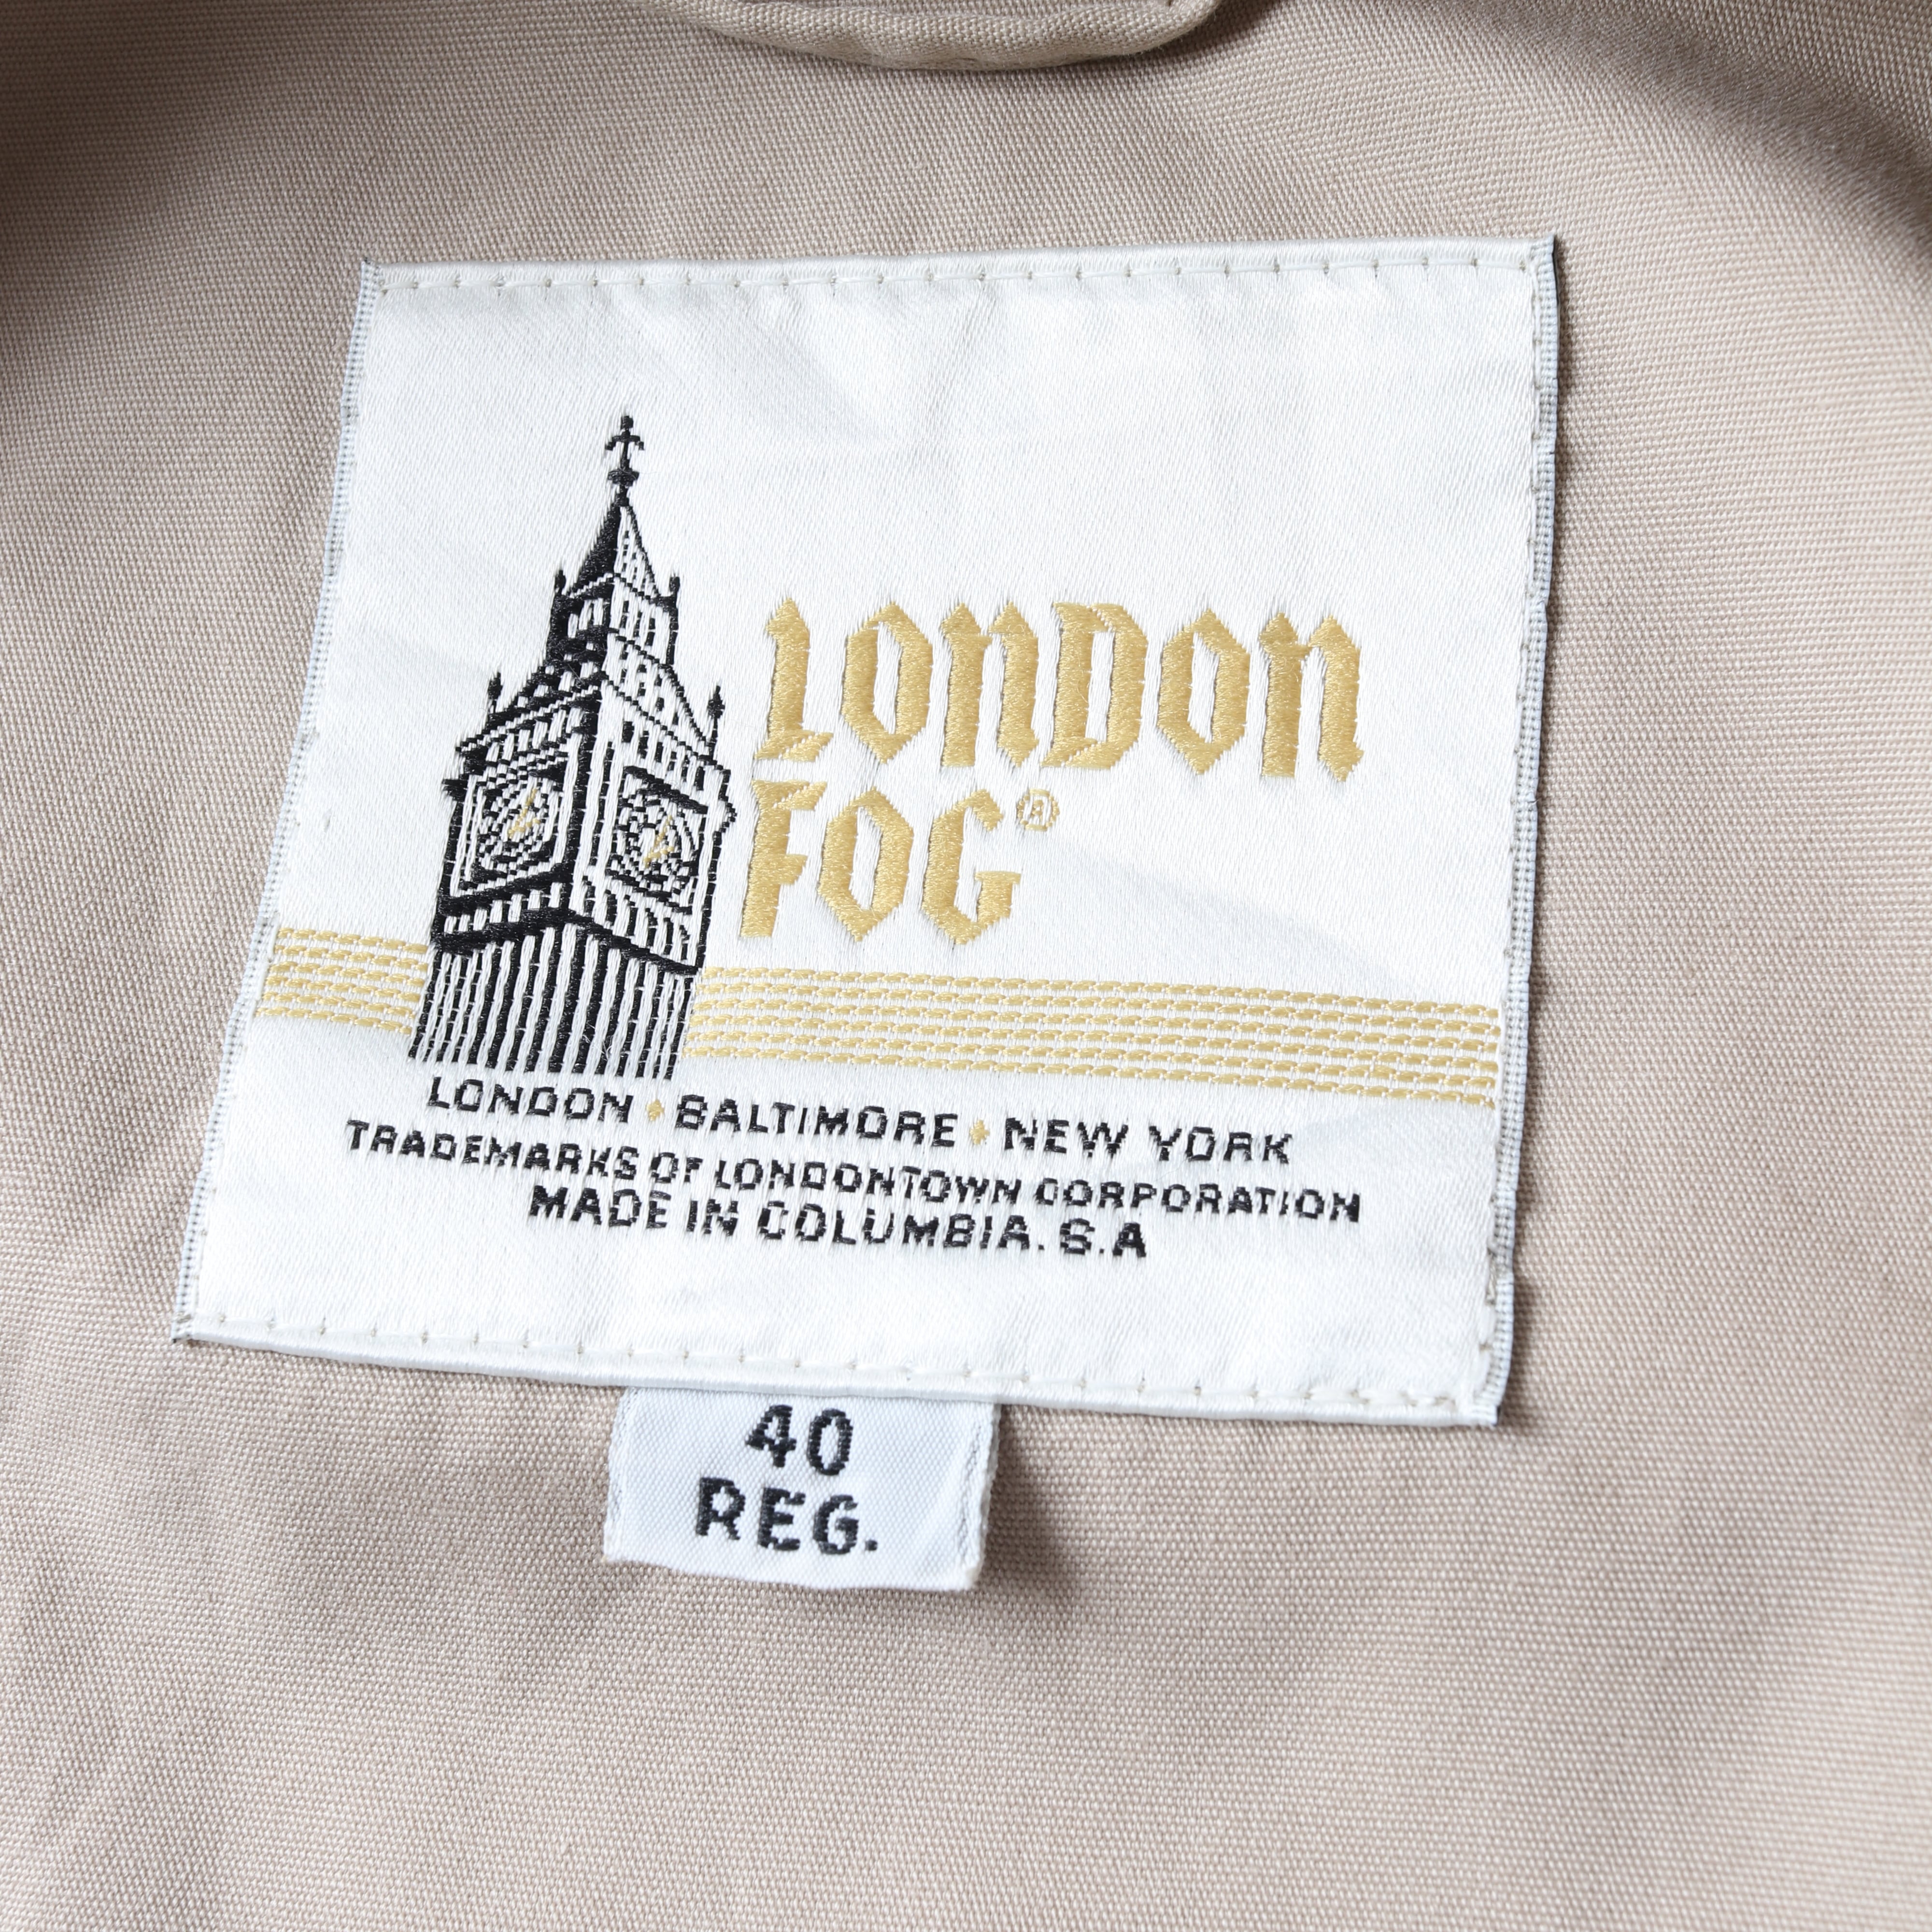 LONDON
FOG®
LONDON • BALTIMORE • NEW YORK
TRADEMARKS OF LONDONTOWN CORPORATION
MADE IN COLUMBIA. S.A
40
REG.